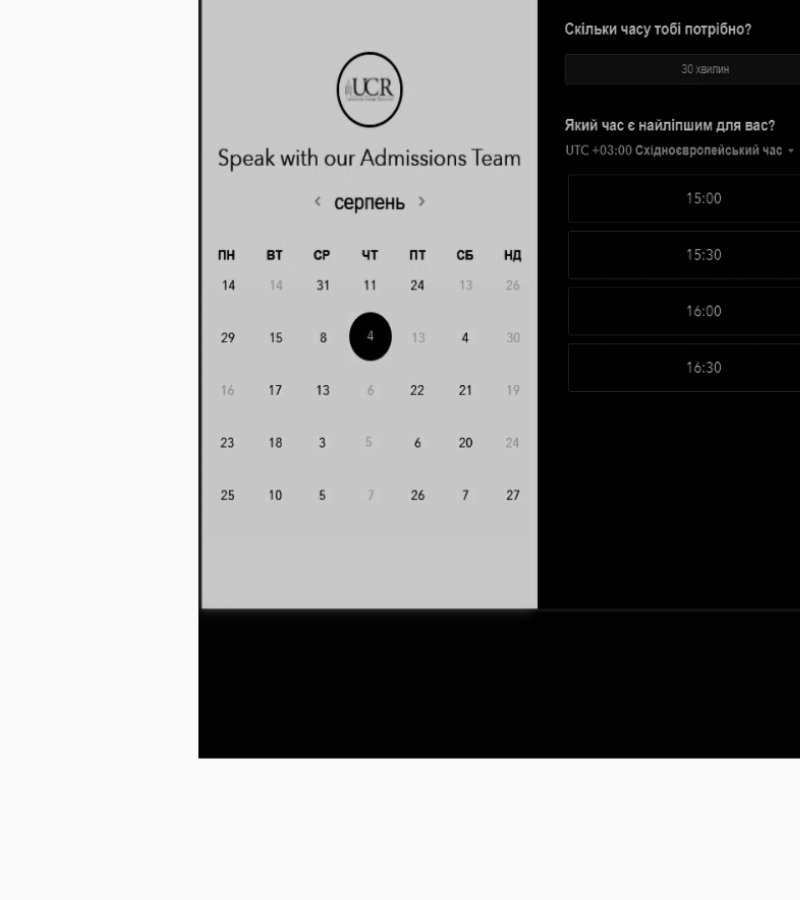 UCR
Speak with our Admissions Team
серпень
ПН ВТ СР ЧТ ПТ СБ НД
14 14 31 11 24 13 26
29 15 8 4 13 4 30
16 17 13 6 22 21 19
23 18 3 5 6 20 24
25 10 5 7 26 7 27
Скільки часу тобі потрібно?
30 хвилин
Який час є найліпшим для вас?
UTC +03:00 Східноєвропейський час
15:00
15:30
16:00
16:30